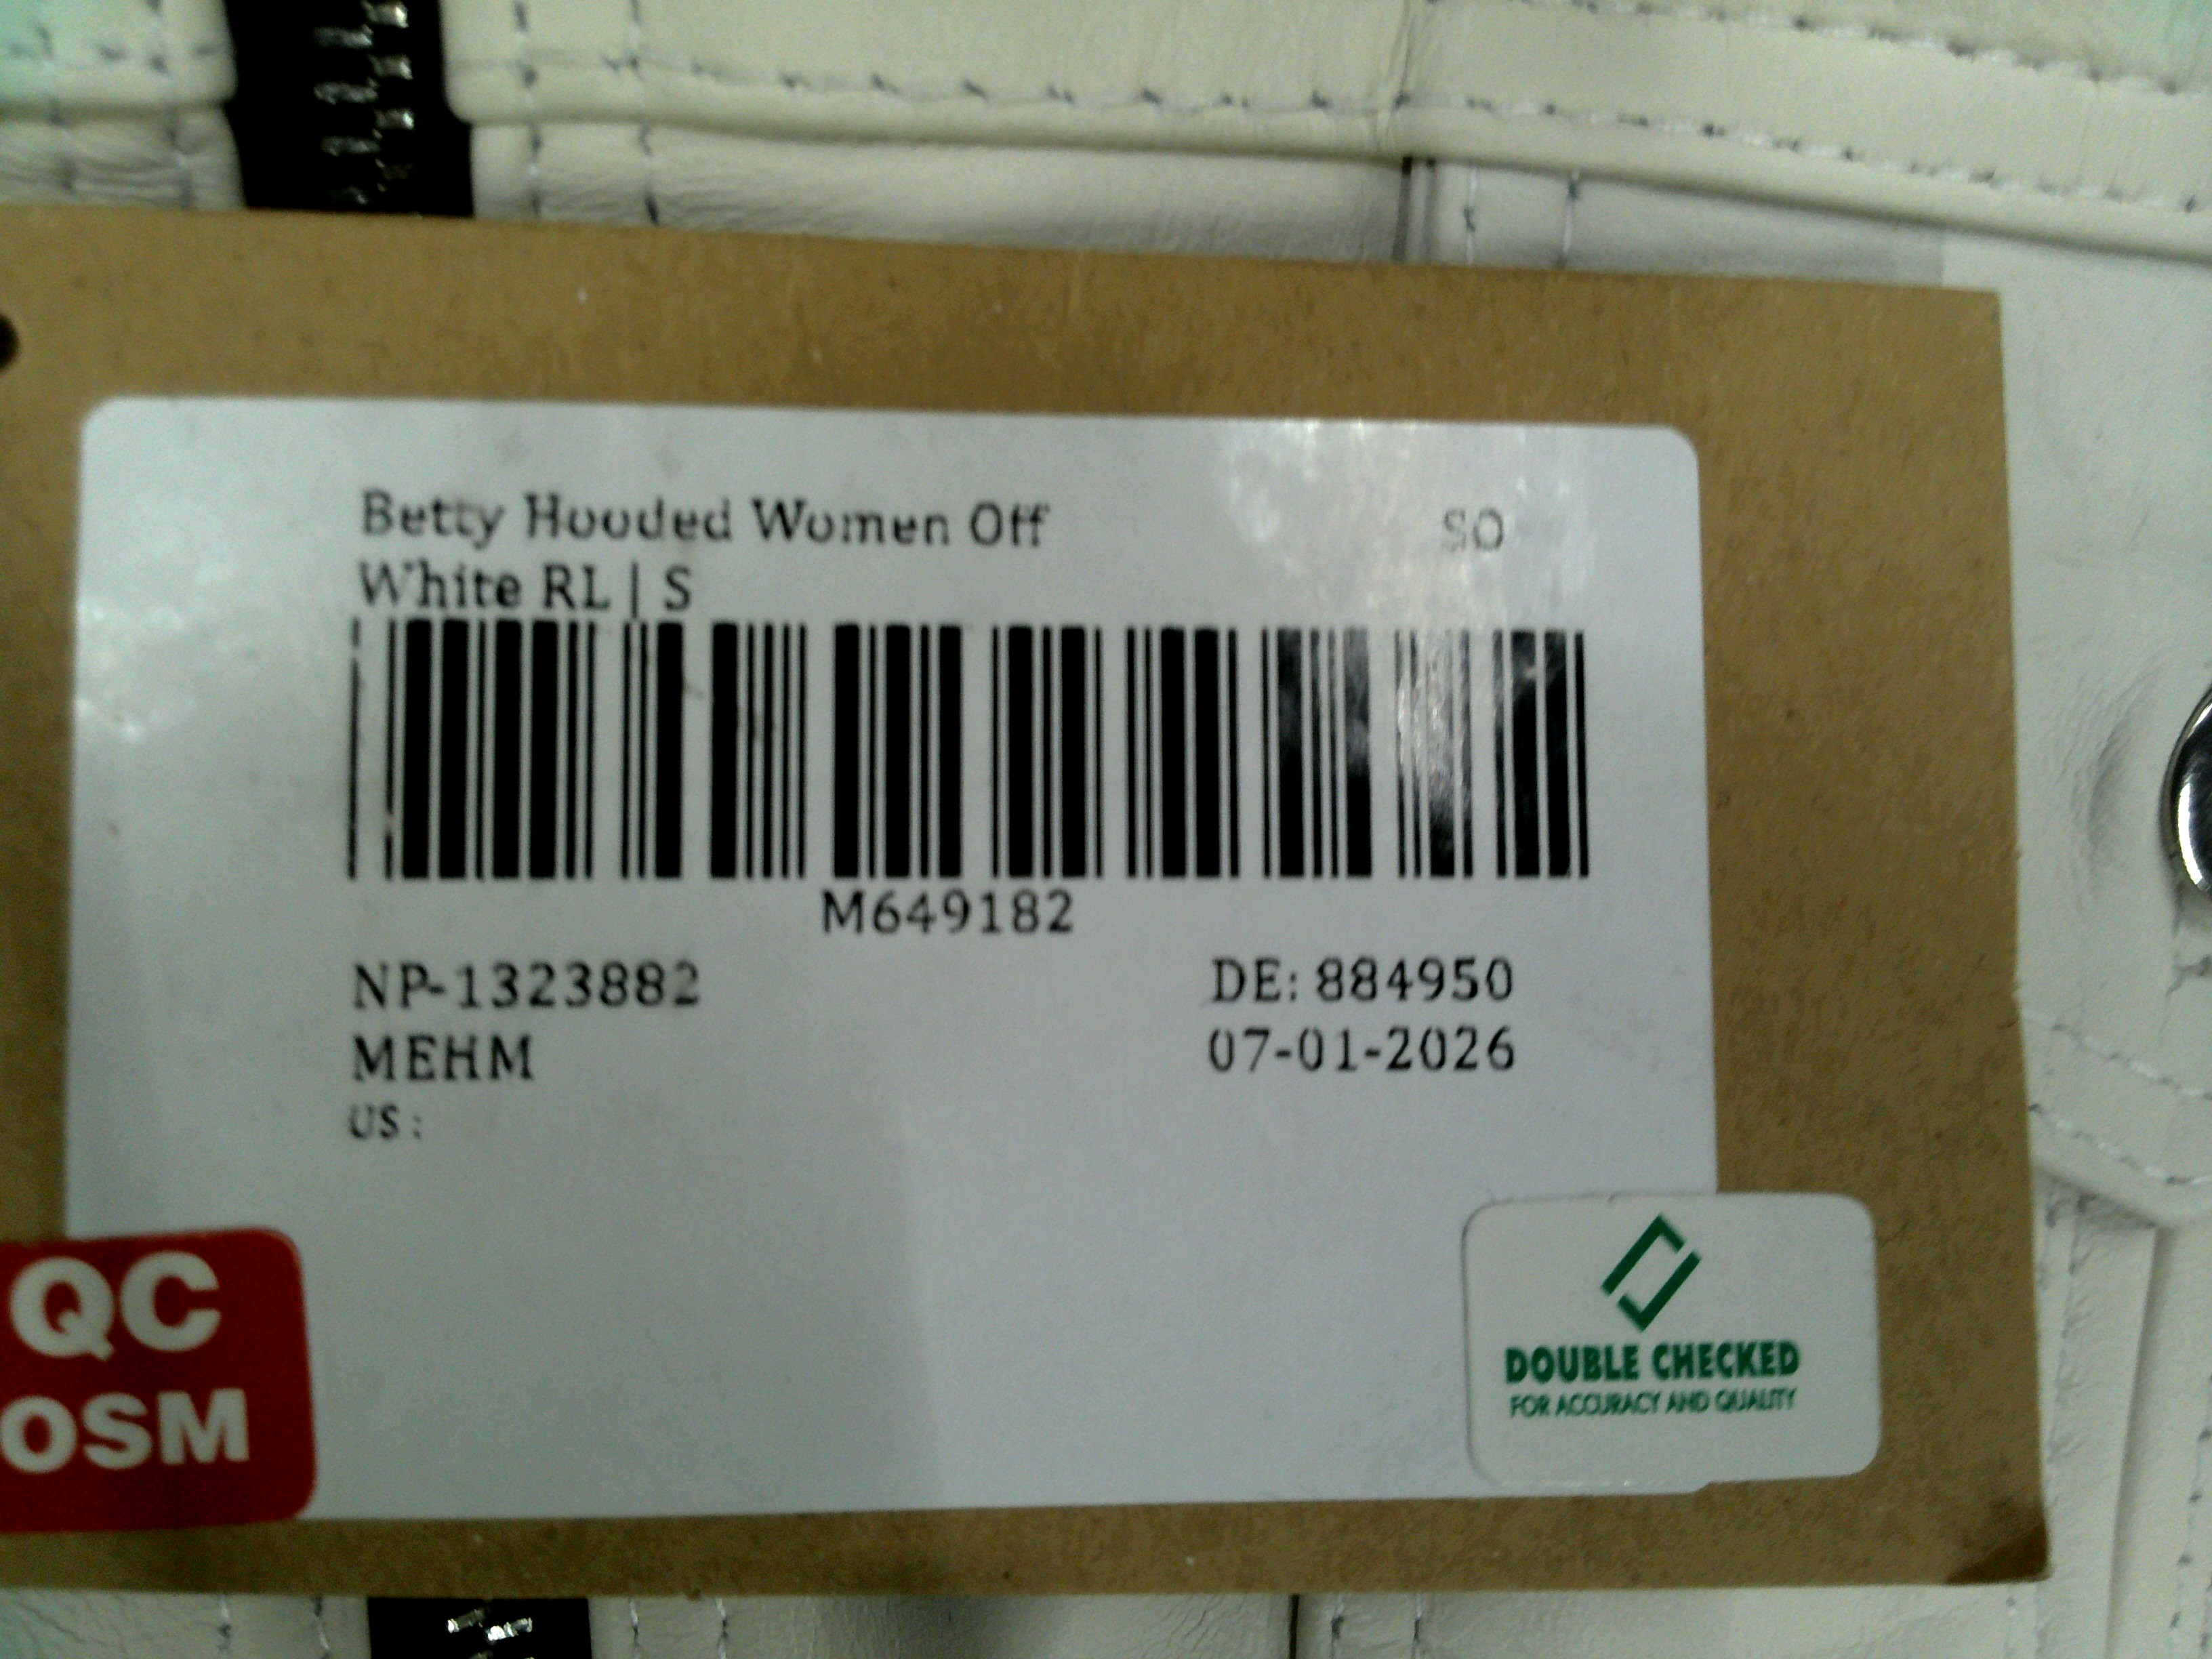 Betty Hooded Women Off
White RL | S
SO
M649182
NP-1323882
DE: 884950
MEHM
07-01-2026
US :
QC
OSM
DOUBLE CHECKED
FOR ACCURACY AND QUALITY